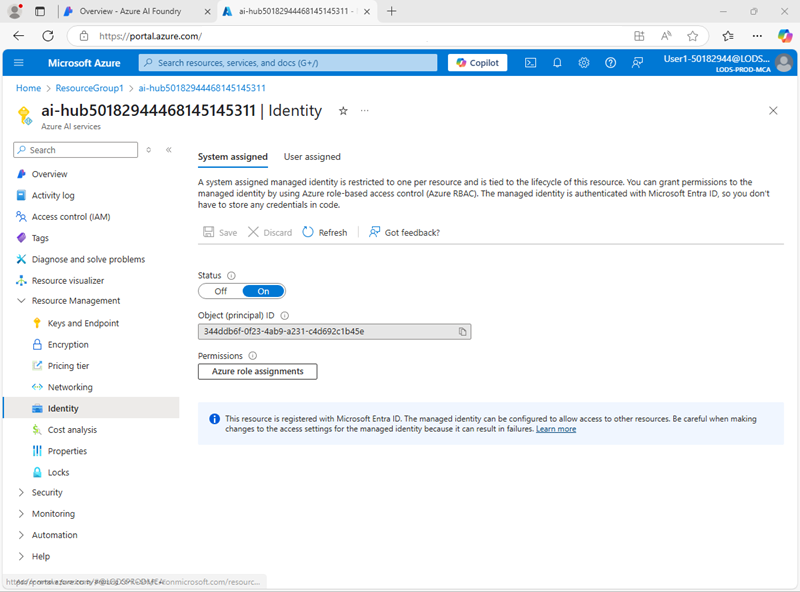 Overview - Azure AI Foundry
ai-hub50182944468145145311 - I
https://portal.azure.com/
Microsoft Azure
Search resources, services, and docs (G+/)
Copilot
User1-50182944@LODS...
LODS-PROD-MCA
Home > ResourceGroup1 > ai-hub50182944468145145311
ai-hub50182944468145145311 | Identity
Azure AI services
Search
Overview
Activity log
Access control (IAM)
Tags
Diagnose and solve problems
Resource visualizer
Resource Management
Keys and Endpoint
Encryption
Pricing tier
Networking
Identity
Cost analysis
Properties
Locks
Security
Monitoring
Automation
Help
System assigned User assigned
A system assigned managed identity is restricted to one per resource and is tied to the lifecycle of this resource. You can grant permissions to the
managed identity by using Azure role-based access control (Azure RBAC). The managed identity is authenticated with Microsoft Entra ID, so you don't
have to store any credentials in code.
Save Discard Refresh Got feedback?
Status
Off On
Object (principal) ID
344ddb6f-0f23-4ab9-a231-c4d692c1b45e
Permissions
Azure role assignments
This resource is registered with Microsoft Entra ID. The managed identity can be configured to allow access to other resources. Be careful when making
changes to the access settings for the managed identity because it can result in failures. Learn more